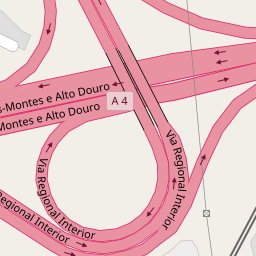 s-Montes e Alto Douro
Montes e Alto Douro
A 4
Via Regional Interior
Via Regional Interior
Regional Interior